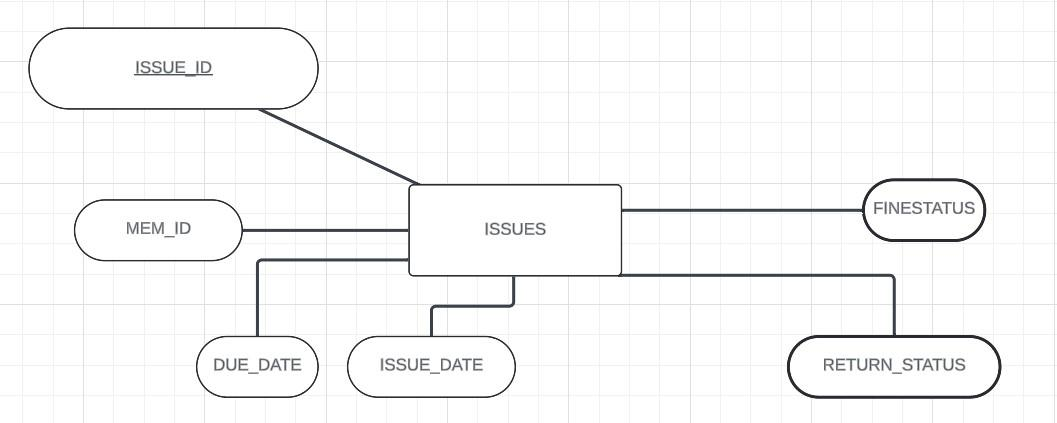 ISSUE_ID
FINESTATUS
MEM_ID
ISSUES
DUE_DATE
ISSUE_DATE
RETURN_STATUS